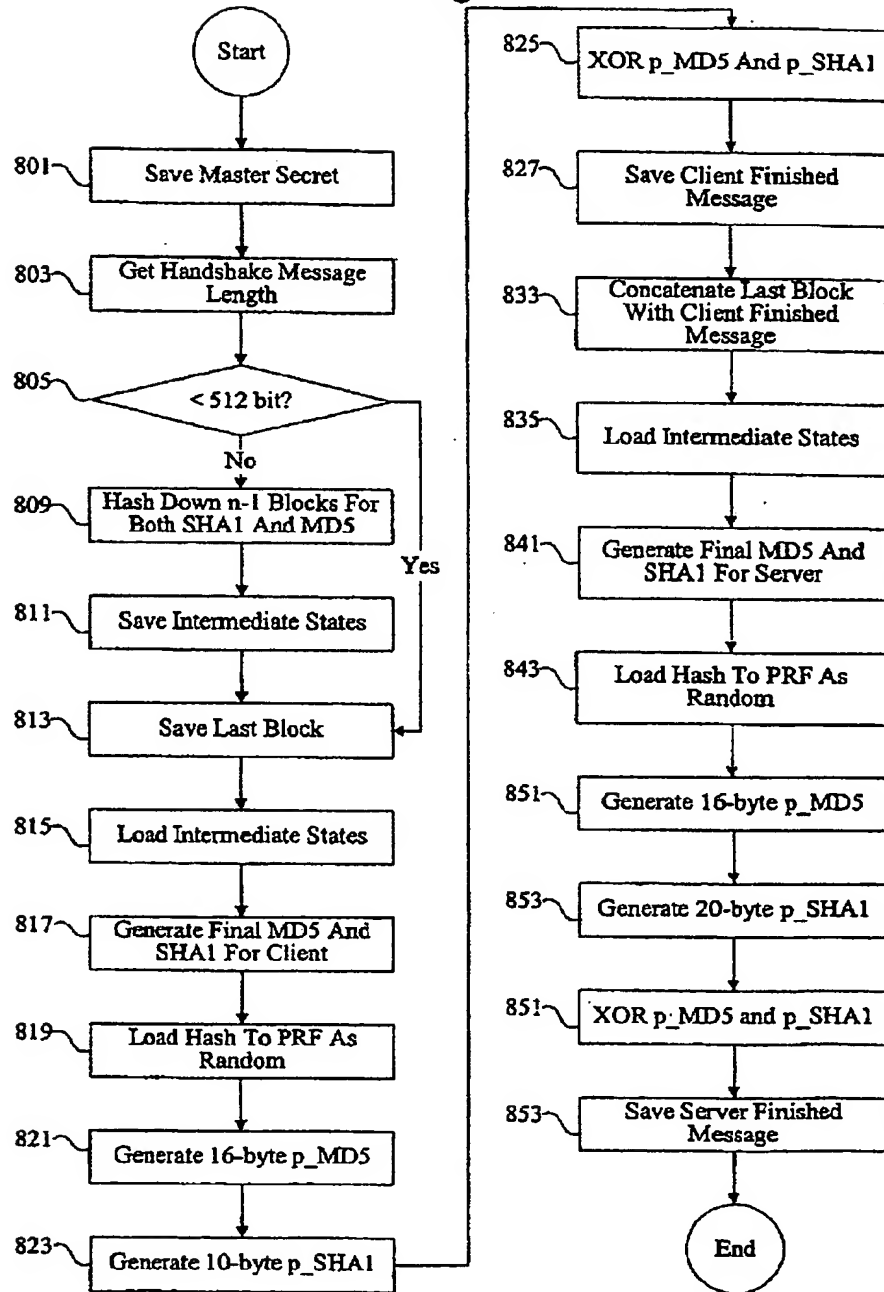 Start
801
Save Master Secret
803
Get Handshake Message
Length
805
< 512 bit?
No
Yes
809
Hash Down n-1 Blocks For
Both SHA1 And MD5
811
Save Intermediate States
813
Save Last Block
815
Load Intermediate States
817
Generate Final MD5 And
SHA1 For Client
819
Load Hash To PRF As
Random
821
Generate 16-byte p_MD5
823
Generate 10-byte p_SHA1
825
XOR p_MD5 And p_SHA1
827
Save Client Finished
Message
833
Concatenate Last Block
With Client Finished
Message
835
Load Intermediate States
841
Generate Final MD5 And
SHA1 For Server
843
Load Hash To PRF As
Random
851
Generate 16-byte p_MD5
853
Generate 20-byte p_SHA1
851
XOR p_MD5 and p_SHA1
853
Save Server Finished
Message
End